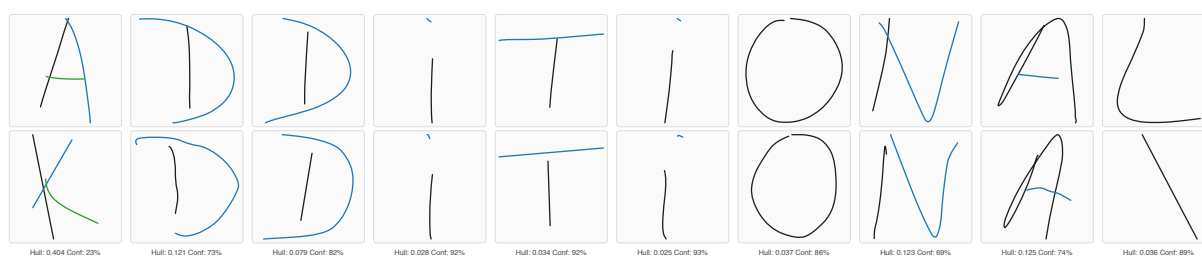 A D D i T i O N A L
K D D i T i O N A \
Hull: 0.404 Conf: 23% Hull: 0.121 Conf: 73% Hull: 0.079 Conf: 82% Hull: 0.028 Conf: 92% Hull: 0.034 Conf: 92% Hull: 0.025 Conf: 93% Hull: 0.037 Conf: 86% Hull: 0.123 Conf: 69% Hull: 0.125 Conf: 74% Hull: 0.036 Conf: 89%